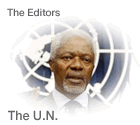 The Editors
The U.N.